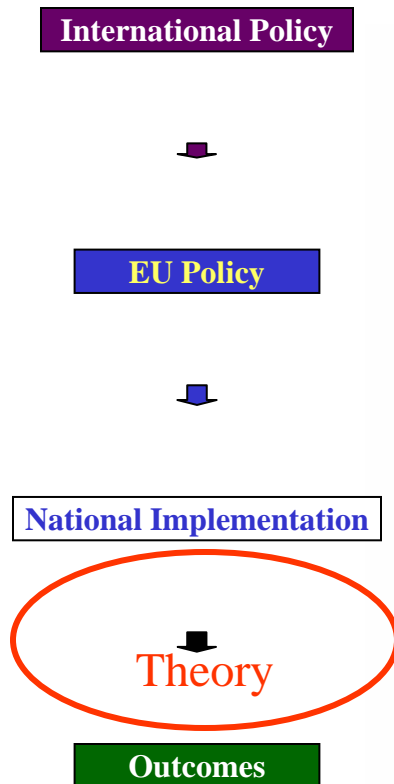 International Policy
EU Policy
National Implementation
Theory
Outcomes